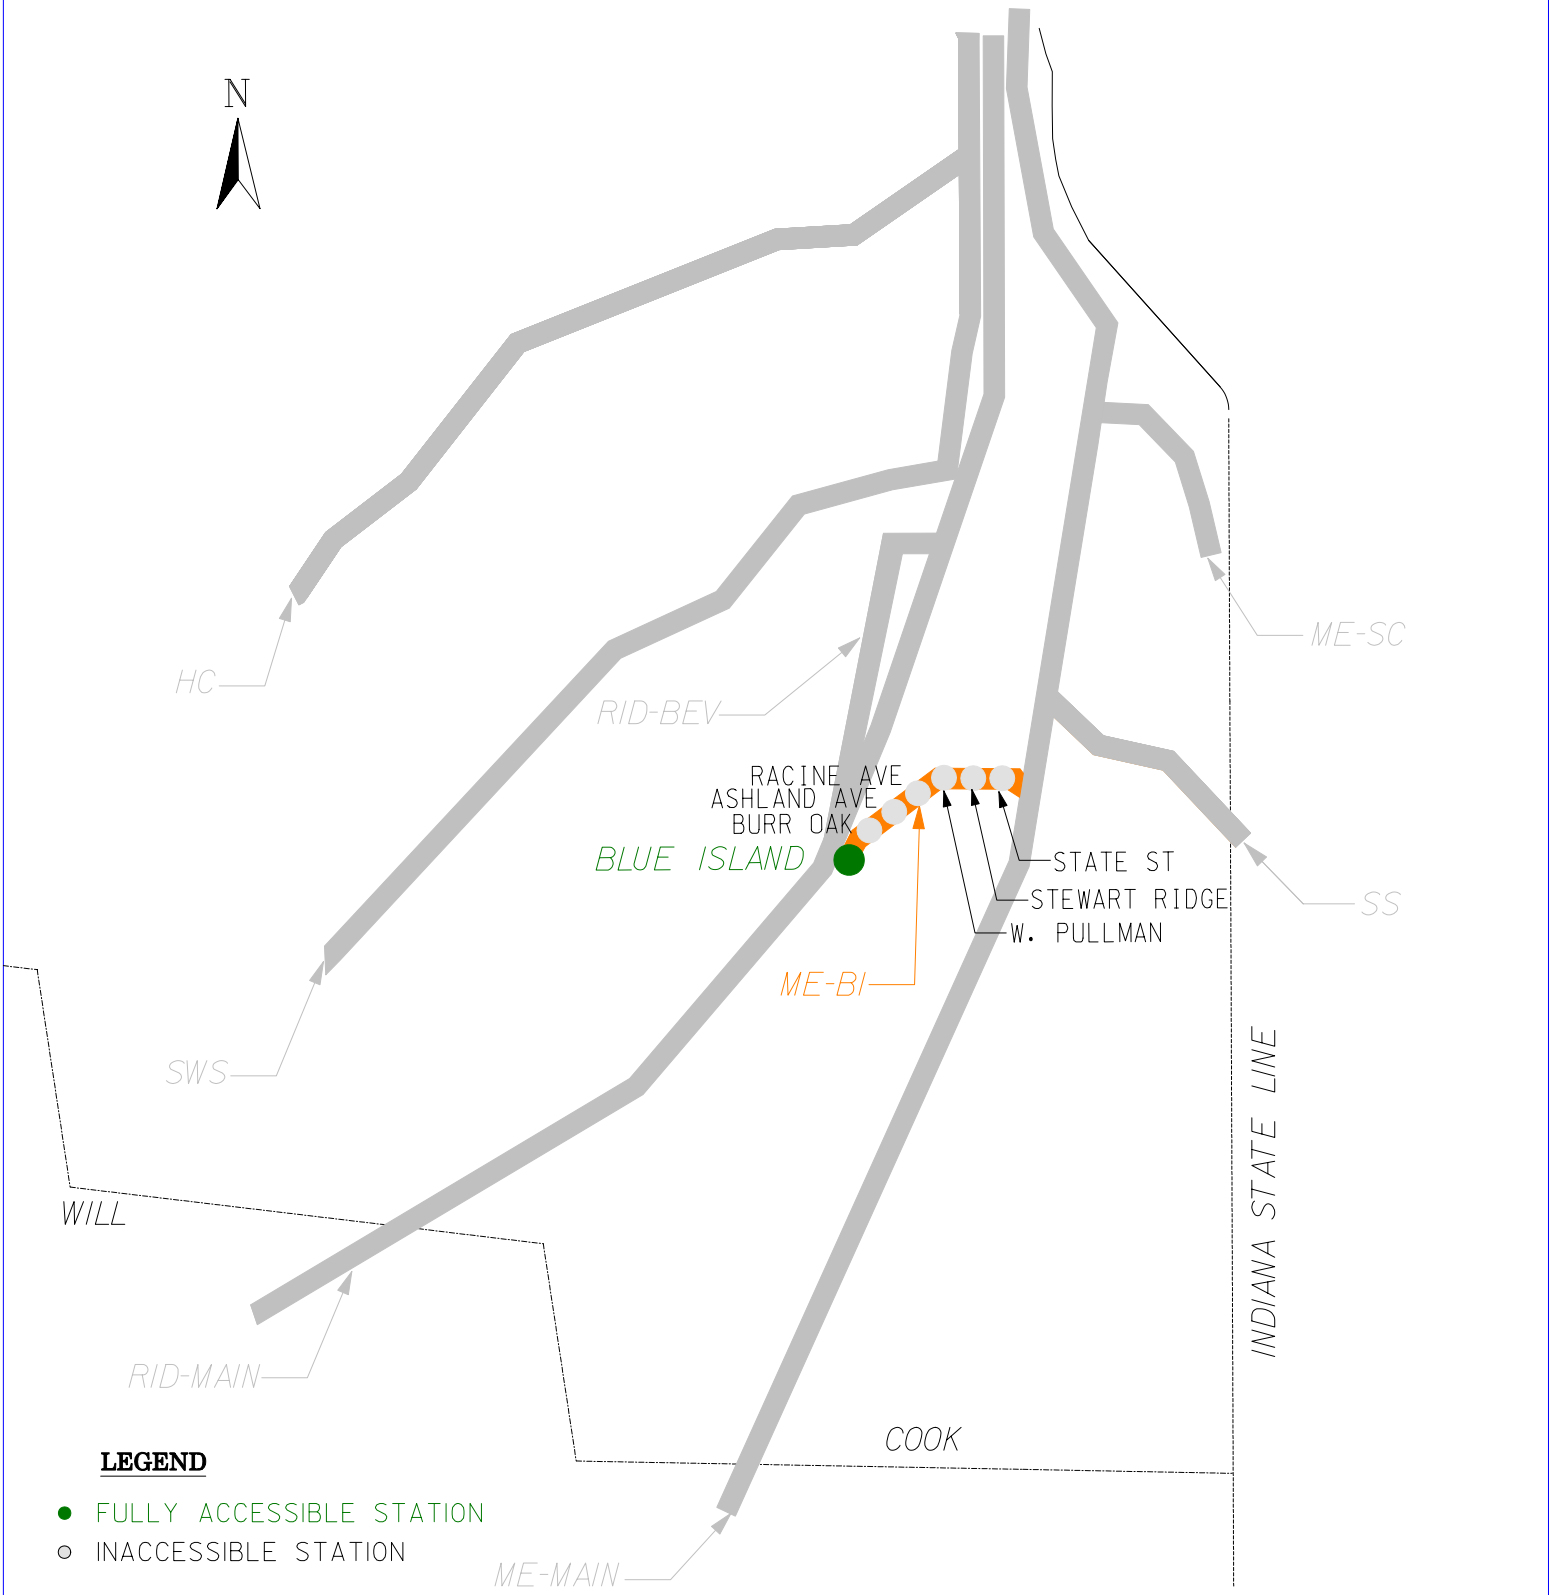 N
ME-SC
HC
RID-BEV
RACINE AVE
ASHLAND AVE
BURR OAK
BLUE ISLAND
STATE ST
STEWART RIDGE
SS
W. PULLMAN
ME-BI
SWS
INDIANA STATE LINE
WILL
RID-MAIN
COOK
LEGEND
FULLY ACCESSIBLE STATION
INACCESSIBLE STATION
ME-MAIN